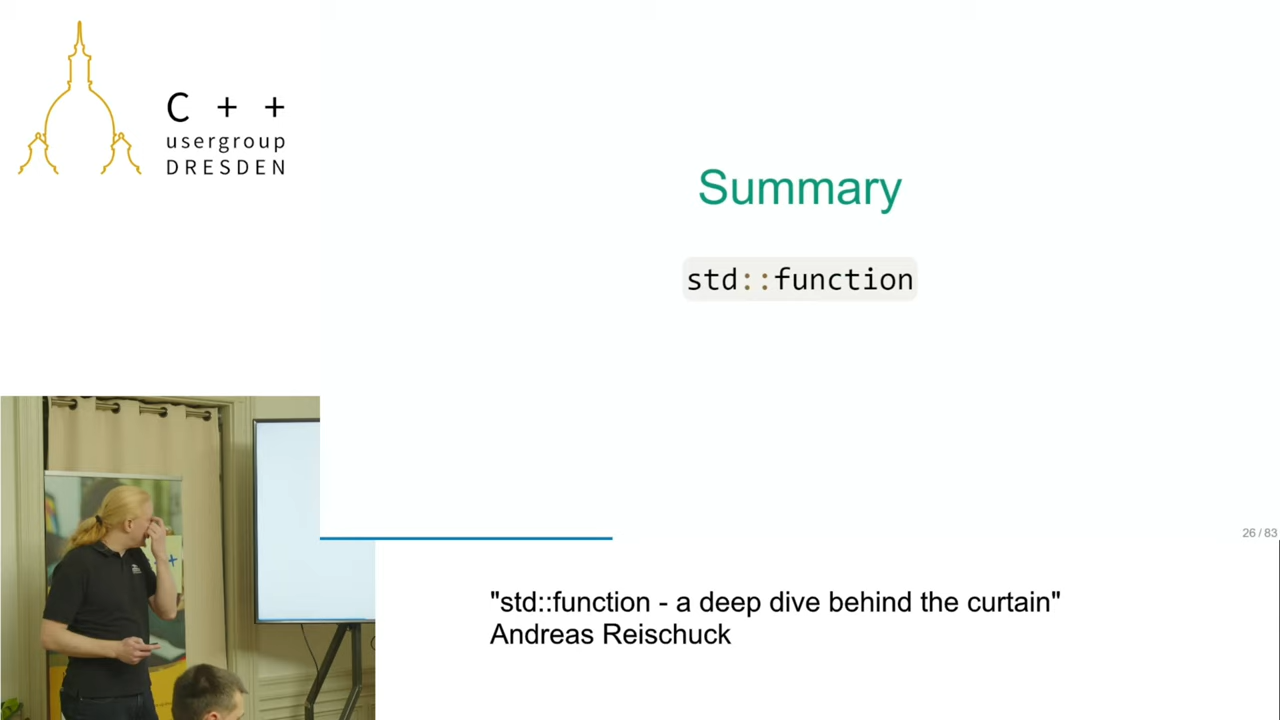 C + +
usergroup
DRESDEN
Summary
std::function
26 / 83
"std::function - a deep dive behind the curtain"
Andreas Reischuck